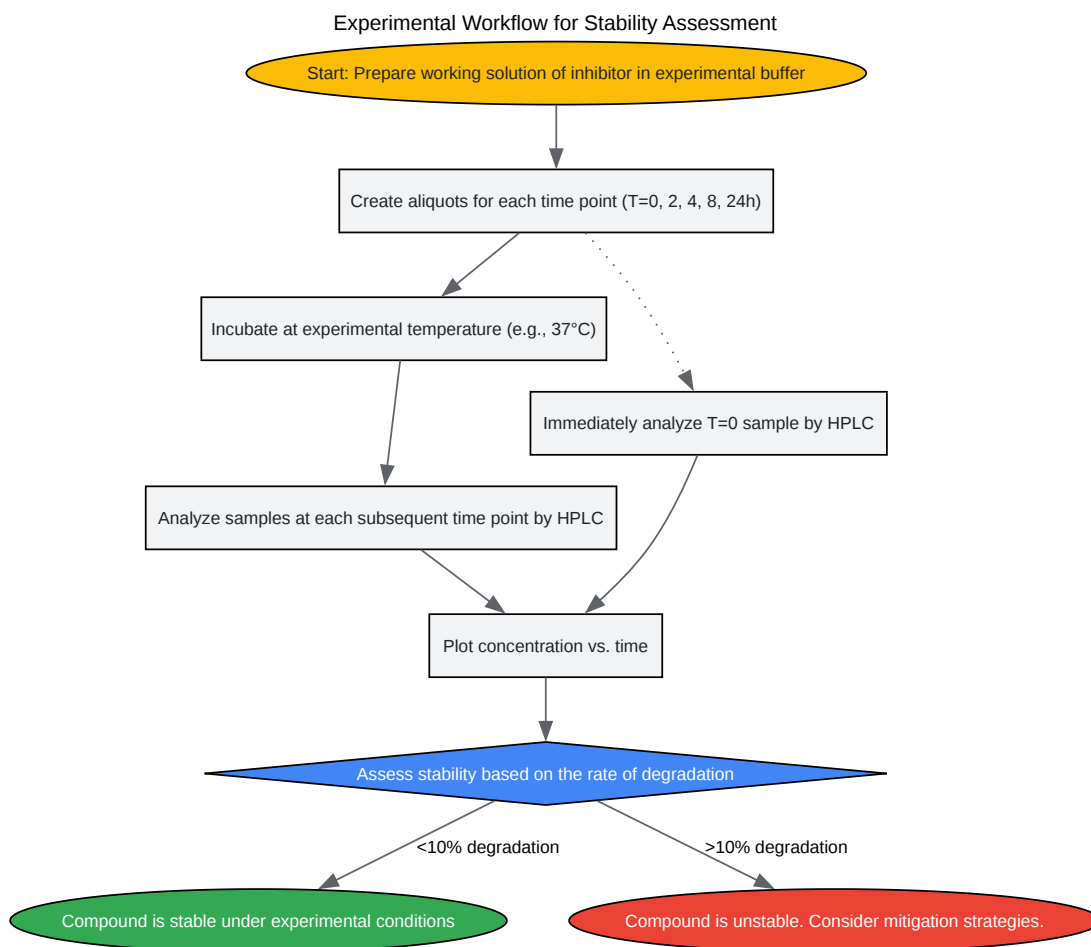 Experimental Workflow for Stability Assessment
Start: Prepare working solution of inhibitor in experimental buffer
Create aliquots for each time point (T=0, 2, 4, 8, 24h)
Incubate at experimental temperature (e.g., 37°C)
Immediately analyze T=0 sample by HPLC
Analyze samples at each subsequent time point by HPLC
Plot concentration vs. time
Assess stability based on the rate of degradation
<10% degradation
>10% degradation
Compound is stable under experimental conditions
Compound is unstable. Consider mitigation strategies.